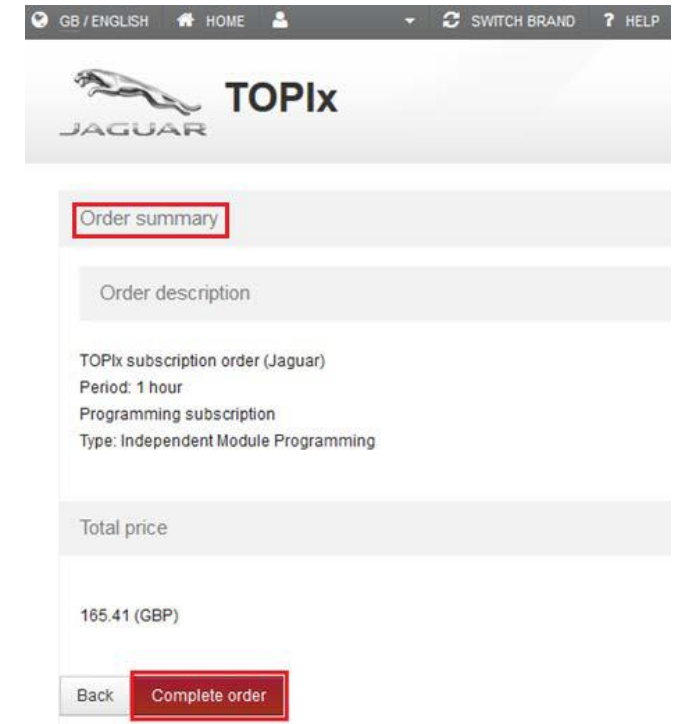 GB / ENGLISH HOME SWITCH BRAND ? HELP
JAGUAR
TOPIx
Order summary
Order description
TOPIx subscription order (Jaguar)
Period: 1 hour
Programming subscription
Type: Independent Module Programming
Total price
165.41 (GBP)
Back Complete order